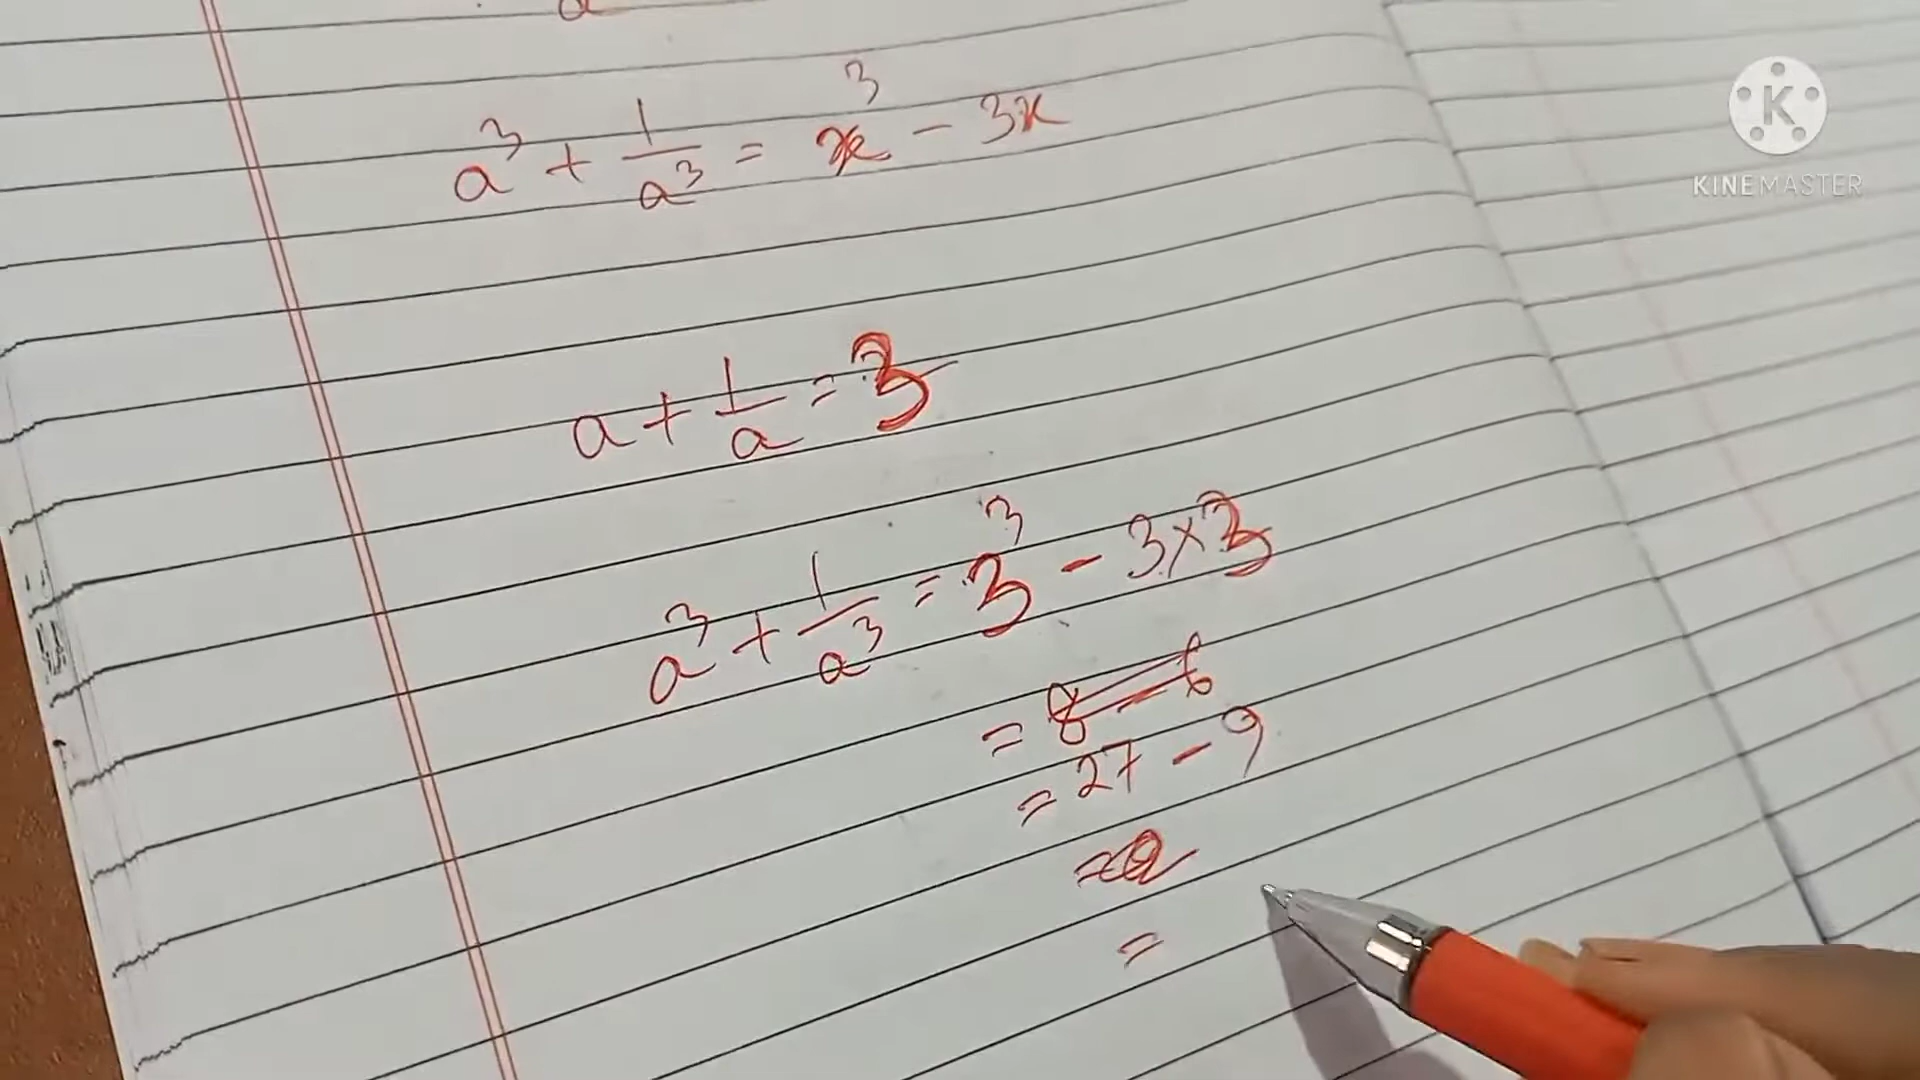 a³ + 1/a³ = x³ - 3x
KINEMASTER
a + 1/a = 3
a³ + 1/a³ = 3³ - 3×3
= 8 - 6
= 27 - 9
=
=